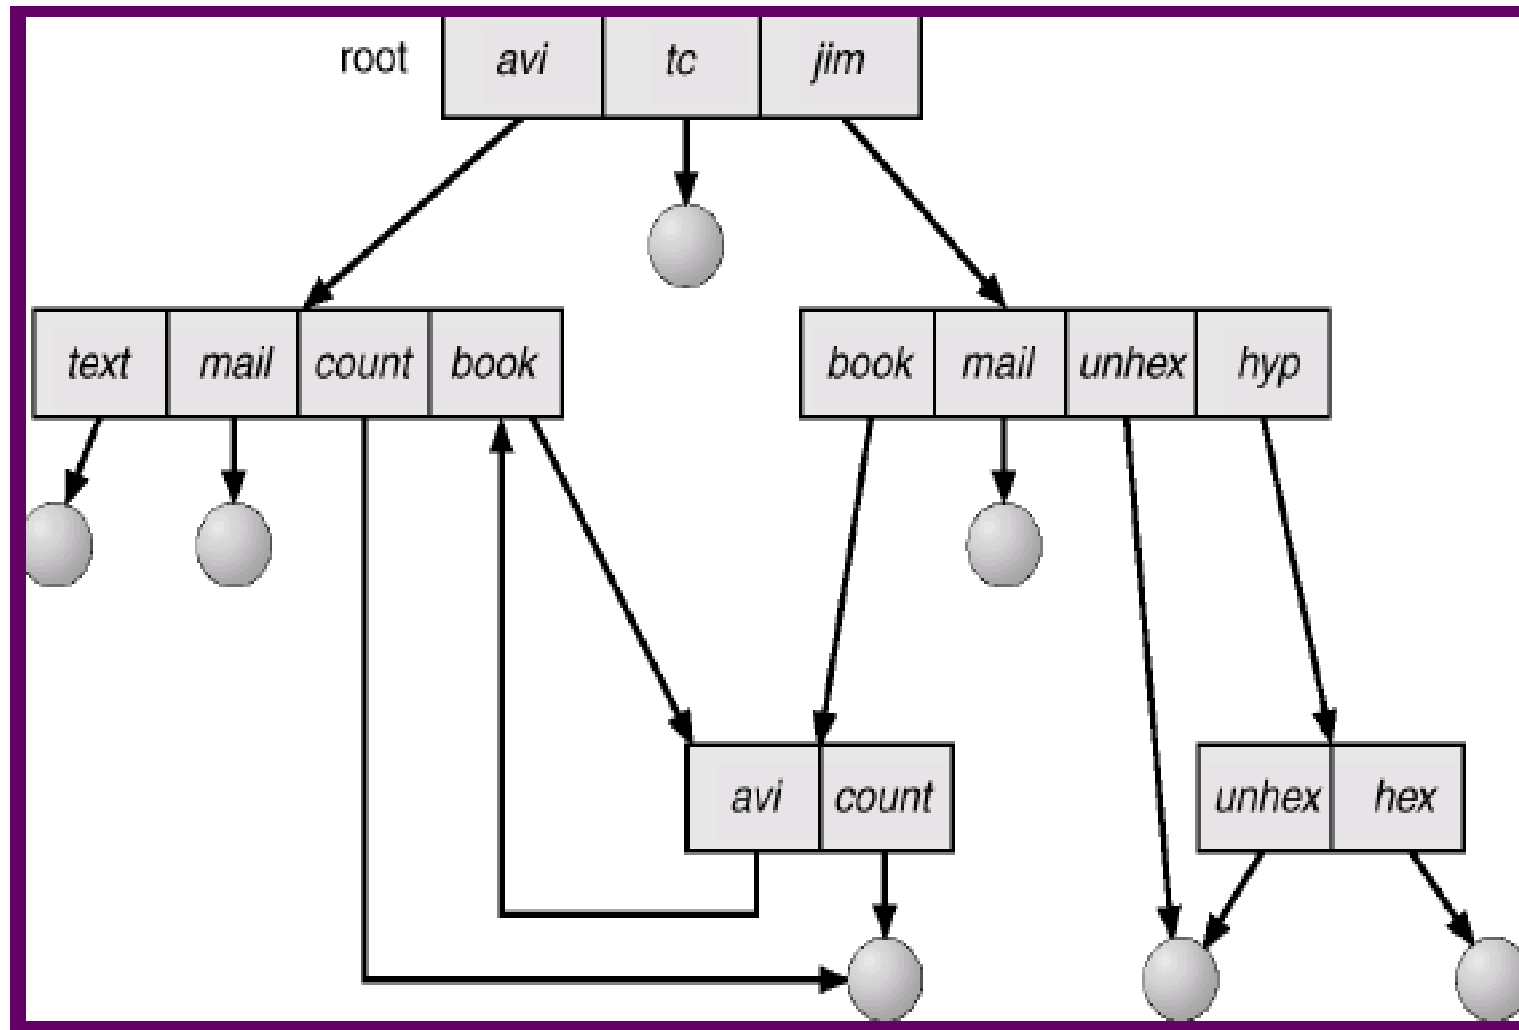 root avi tc jim
text mail count book book mail unhex hyp
avi count unhex hex